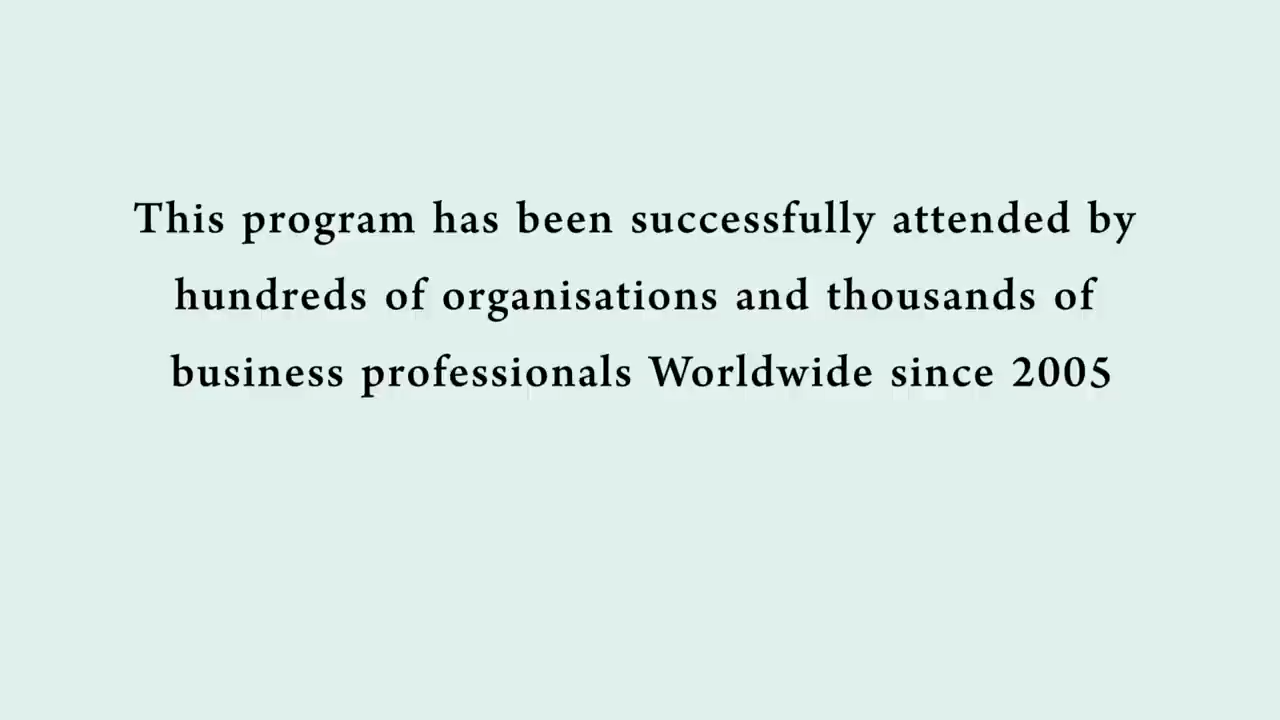 This program has been successfully attended by
hundreds of organisations and thousands of
business professionals Worldwide since 2005